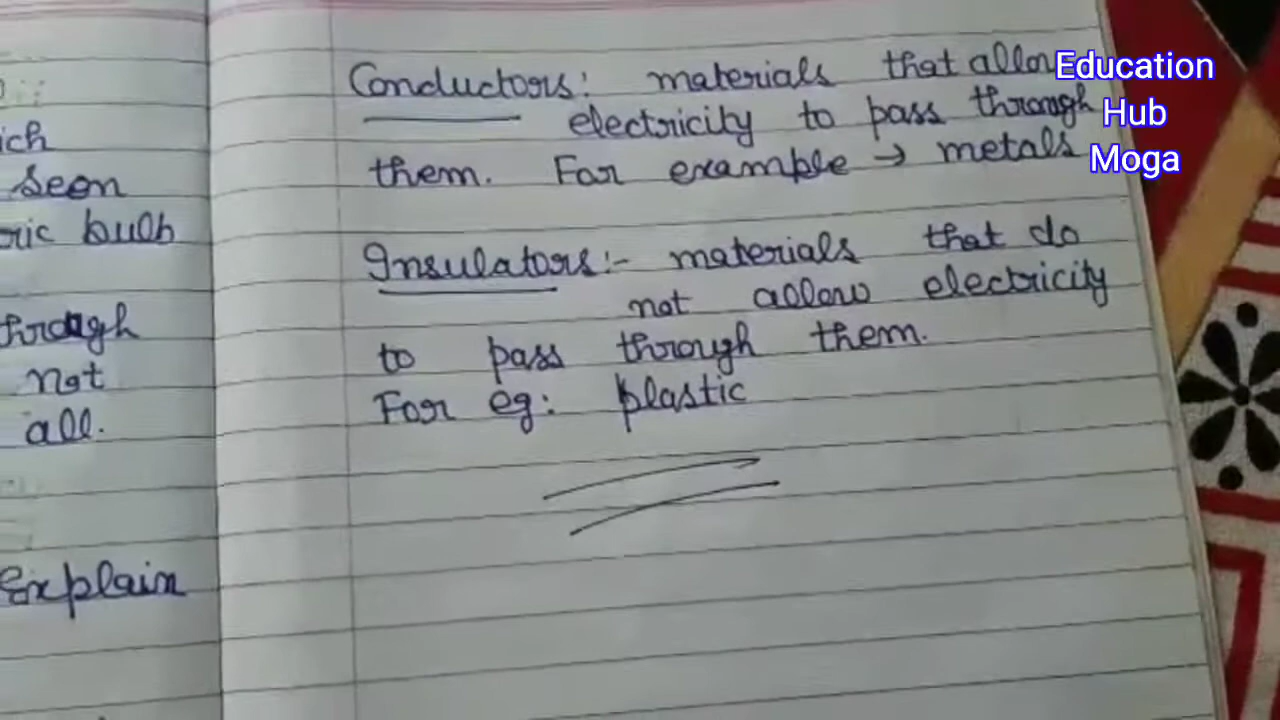 ich
seen
ric bulb
through
not
all.
Explain
Conductors: materials that allow
electricity to pass through
them. For example → metals
Insulators:- materials that do
not allow electricity
to pass through them.
For eg: plastic
Education
Hub
Moga